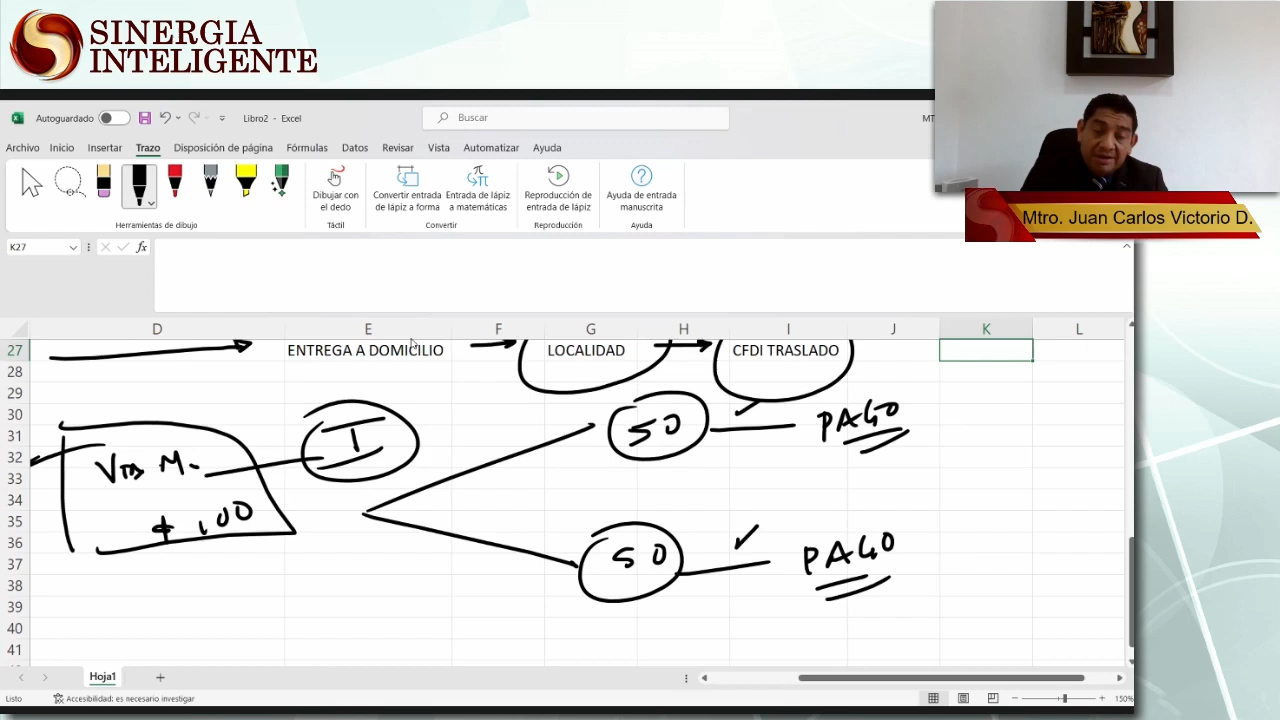 SINERGIA
INTELIGENTE
Autoguardado
Libro2 - Excel
Buscar
MT
Archivo Inicio Insertar Trazo Disposición de página Fórmulas Datos Revisar Vista Automatizar Ayuda
Dibujar con
el dedo
Convertir entrada
de lápiz a forma
Entrada de lápiz
a matemáticas
Reproducción de
entrada de lápiz
Ayuda de entrada
manuscrita
Herramientas de dibujo Táctil Convertir Reproducción Ayuda
Mtro. Juan Carlos Victorio D.
K27
fx
D E F G H I J K L
27 ENTREGA A DOMICILIO LOCALIDAD CFDI TRASLADO
28
29
30
31 I 50 PAGO
32
33 Vta M.
34
35 $ 100
36
37 50 PAGO
38
39
40
41
Hoja1
Listo
Accesibilidad: es necesario investigar
150%